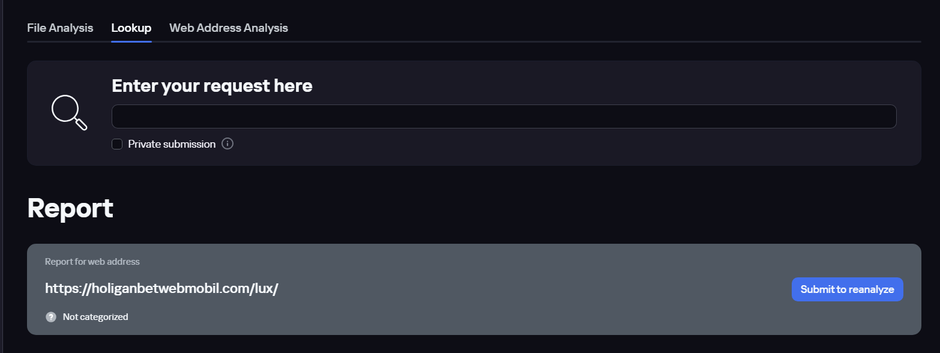 File Analysis Lookup Web Address Analysis
Enter your request here
Private submission
Report
Report for web address
https://holiganbetwebmobil.com/lux/
Submit to reanalyze
Not categorized